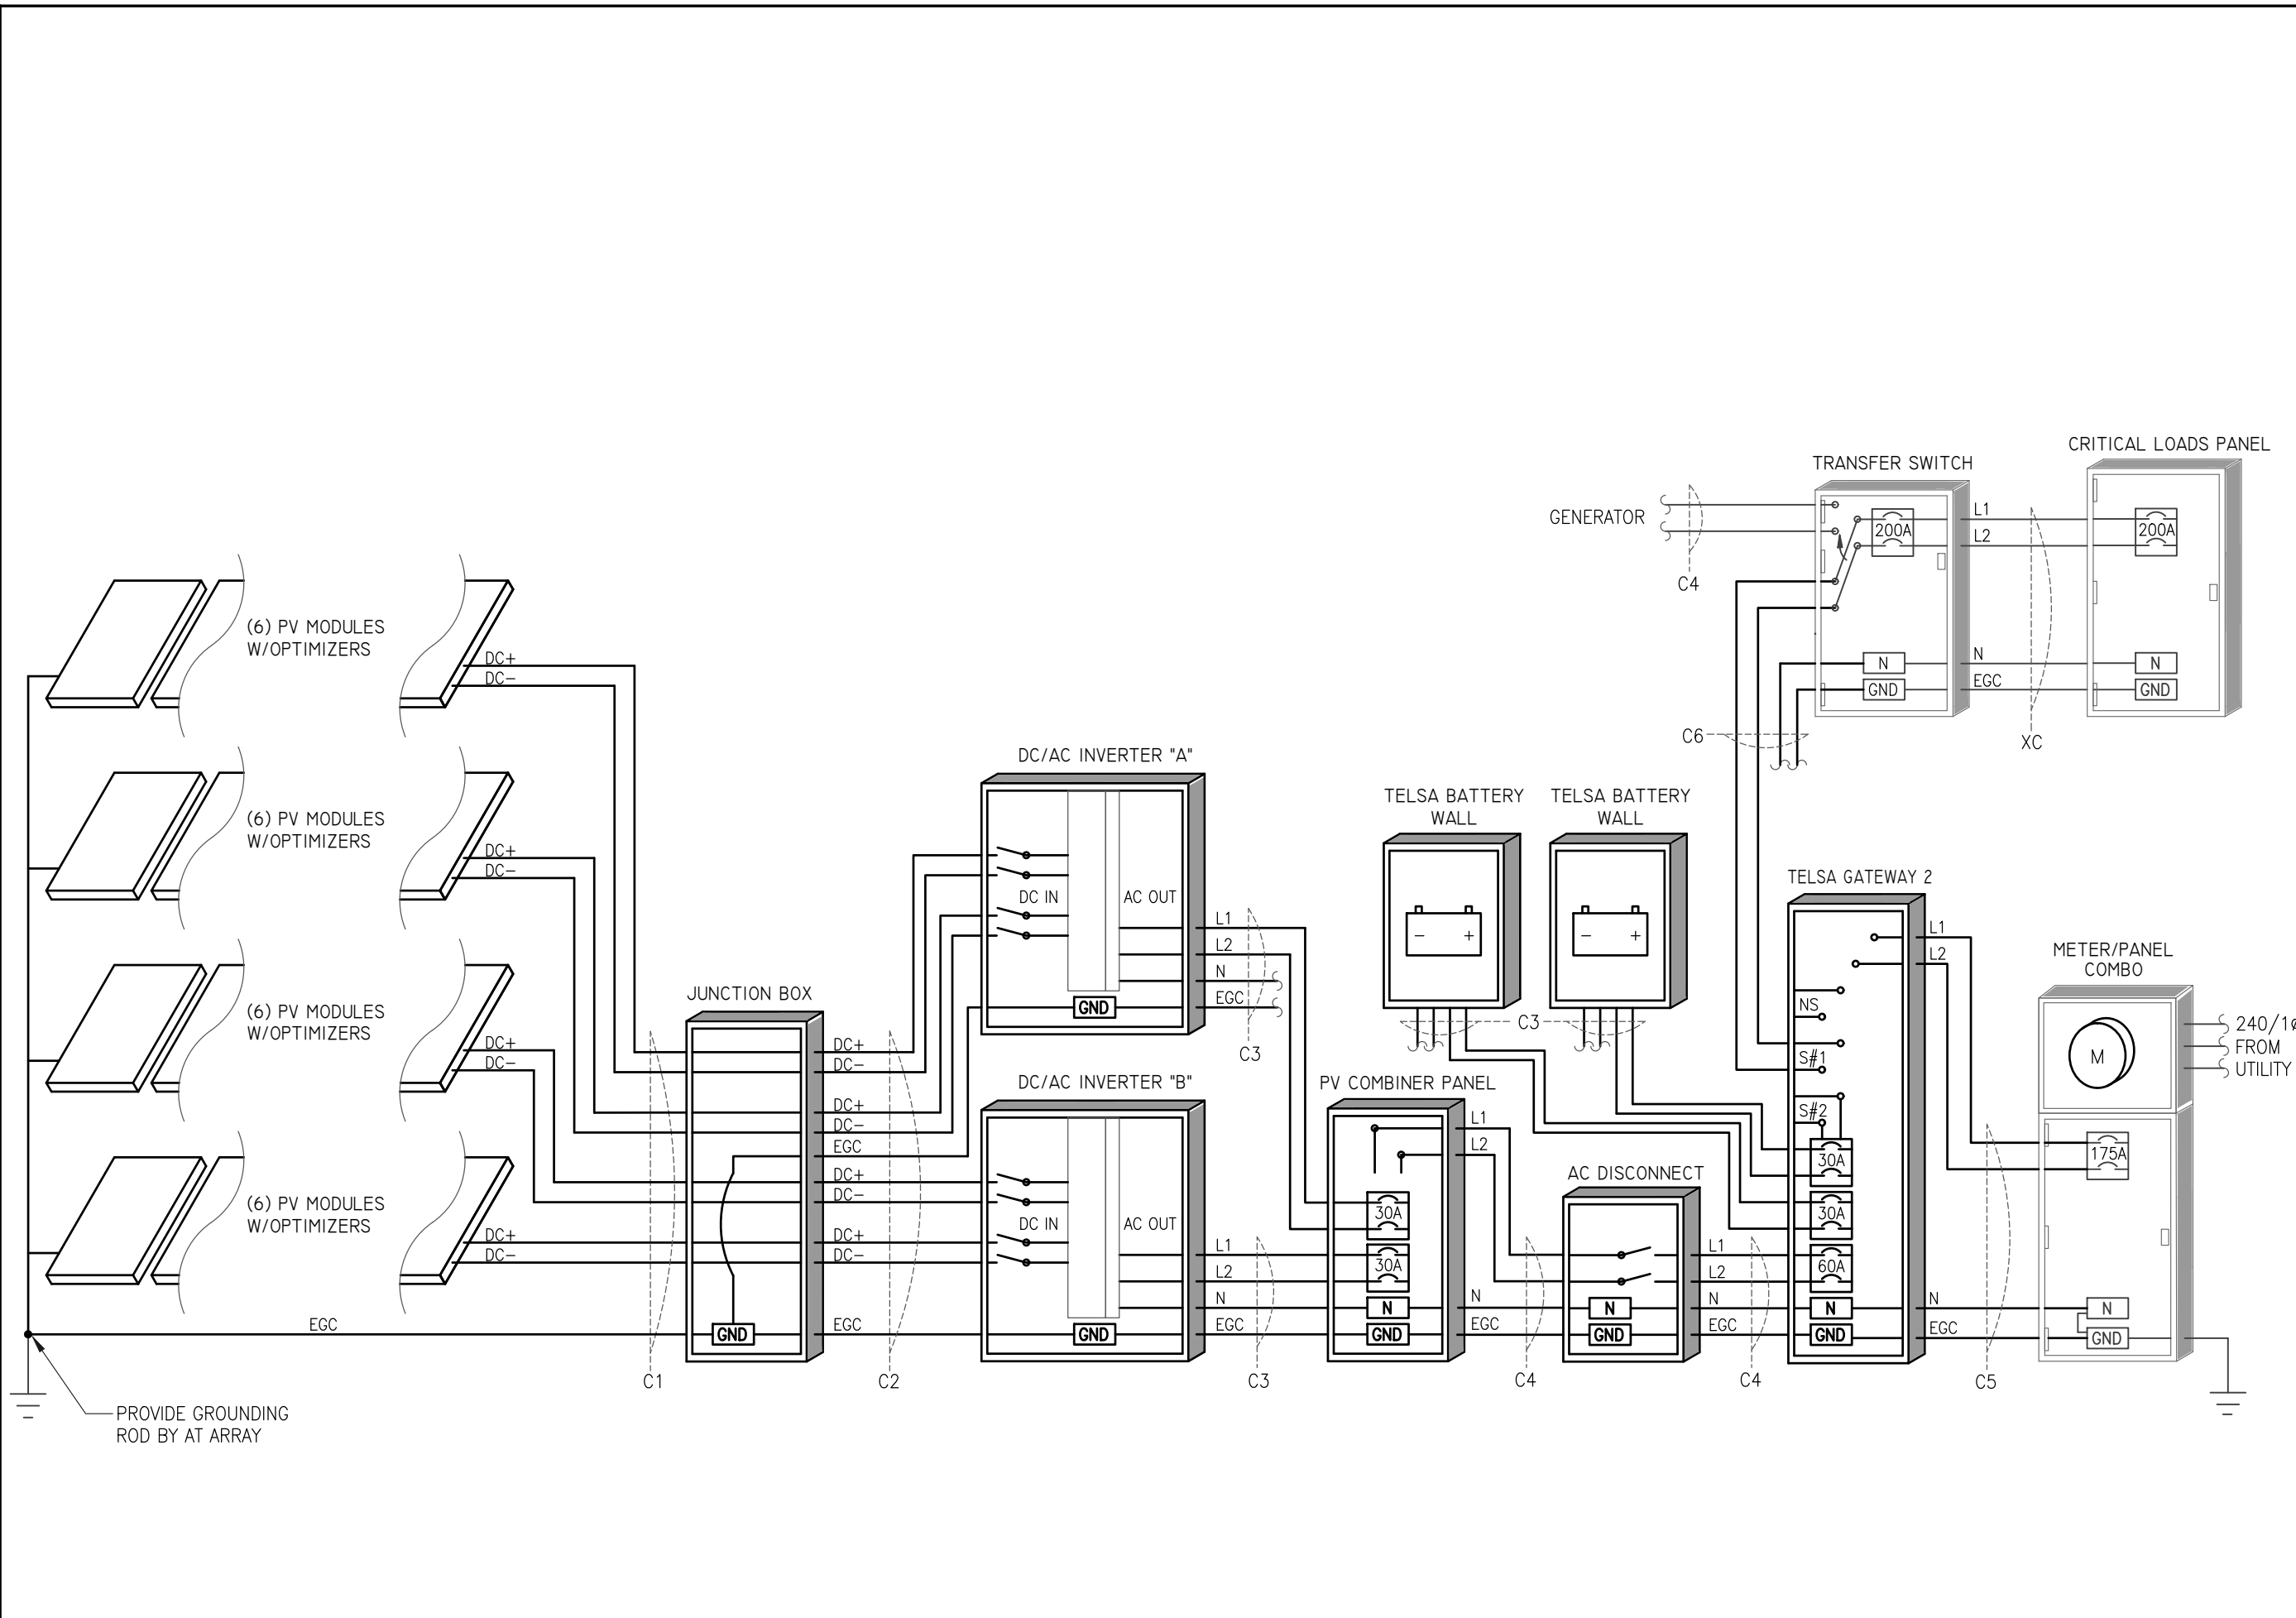 CRITICAL LOADS PANEL
TRANSFER SWITCH
GENERATOR
200A
L1
L2
200A
C4
N
N
N
GND
EGC
GND
C6
XC
(6) PV MODULES
W/OPTIMIZERS
DC+
DC-
(6) PV MODULES
W/OPTIMIZERS
DC+
DC-
(6) PV MODULES
W/OPTIMIZERS
DC+
DC-
(6) PV MODULES
W/OPTIMIZERS
DC+
DC-
EGC
PROVIDE GROUNDING
ROD BY AT ARRAY
C1
JUNCTION BOX
GND
DC+
DC-
DC+
DC-
EGC
DC+
DC-
DC+
DC-
EGC
C2
DC/AC INVERTER "A"
DC IN
AC OUT
GND
L1
L2
N
EGC
C3
DC/AC INVERTER "B"
DC IN
AC OUT
GND
L1
L2
N
EGC
C3
TELSA BATTERY
WALL
- +
TELSA BATTERY
WALL
- +
C3
PV COMBINER PANEL
30A
30A
N
GND
L1
L2
N
EGC
C4
AC DISCONNECT
N
GND
L1
L2
N
EGC
C4
TELSA GATEWAY 2
NS
S#1
S#2
30A
30A
60A
N
GND
L1
L2
N
EGC
C5
METER/PANEL
COMBO
M
175A
N
GND
240/1ø
FROM
UTILITY